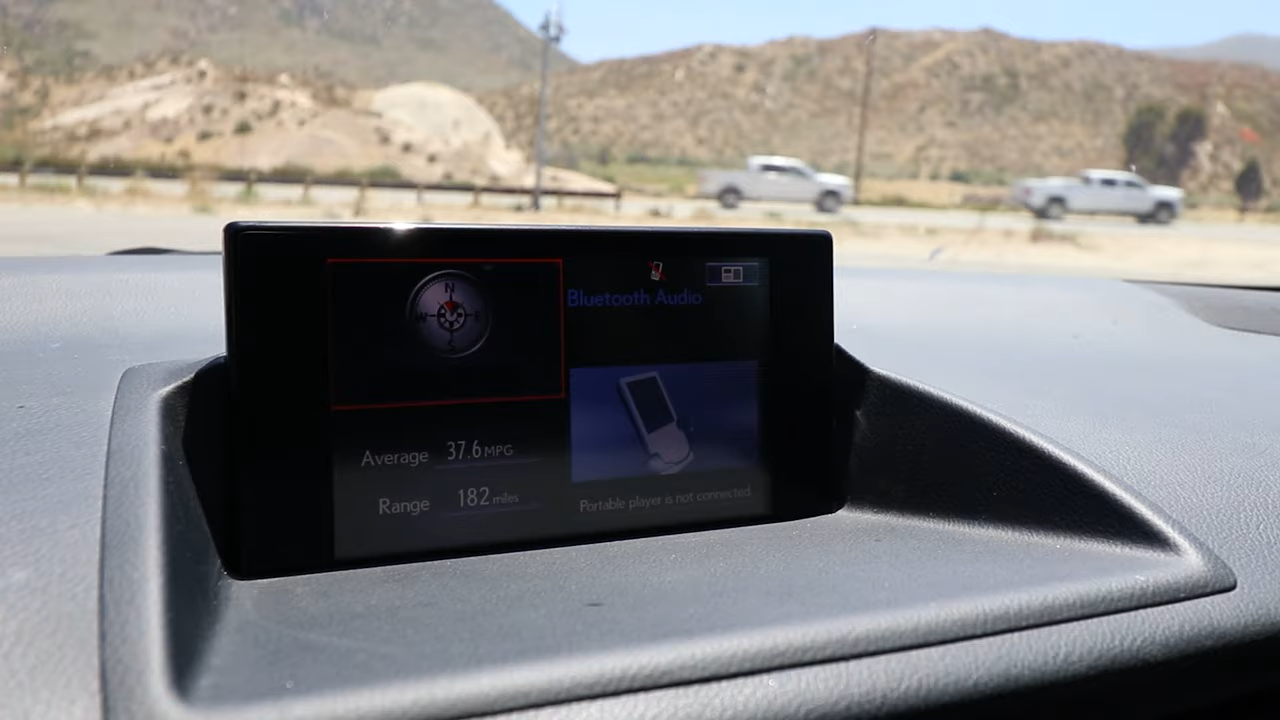 N
W E
S
Bluetooth Audio
Average 37.6 MPG
Range 182 miles
Portable player is not connected